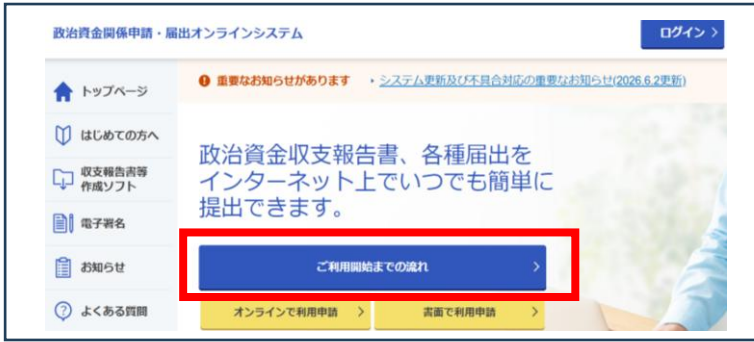 政治資金関係申請・届出オンラインシステム
ログイン
トップページ
重要なお知らせがあります
システム更新及び不具合対応の重要なお知らせ(2026.6.2更新)
はじめての方へ
収支報告書等
作成ソフト
電子署名
お知らせ
よくある質問
政治資金収支報告書、各種届出を
インターネット上でいつでも簡単に
提出できます。
ご利用開始までの流れ
オンラインで利用申請
書面で利用申請